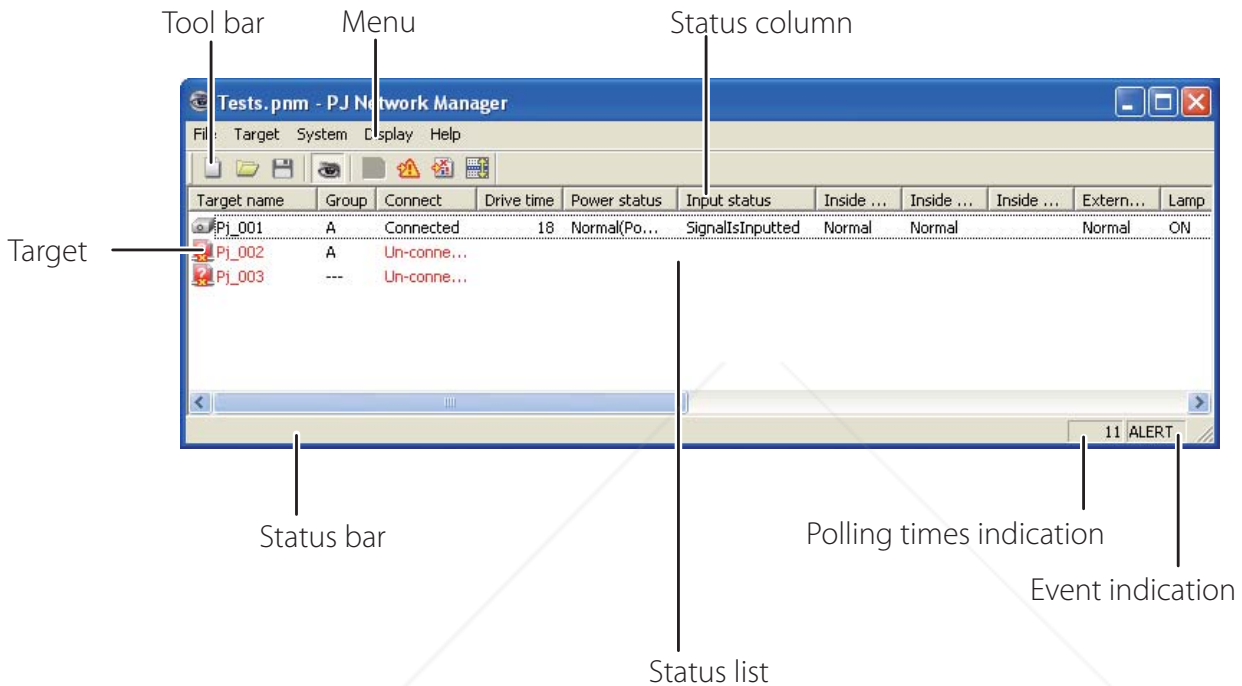 Tool bar Menu Status column
Tests.pnm - PJ Network Manager
File Target System Display Help
Target name Group Connect Drive time Power status Input status Inside ... Inside ... Inside ... Extern... Lamp
Pj_001 A Connected 18 Normal(Po... SignalIsInputted Normal Normal Normal ON
Target
Pj_002 A Un-conne...
Pj_003 --- Un-conne...
11 ALERT
Status bar
Polling times indication
Event indication
Status list